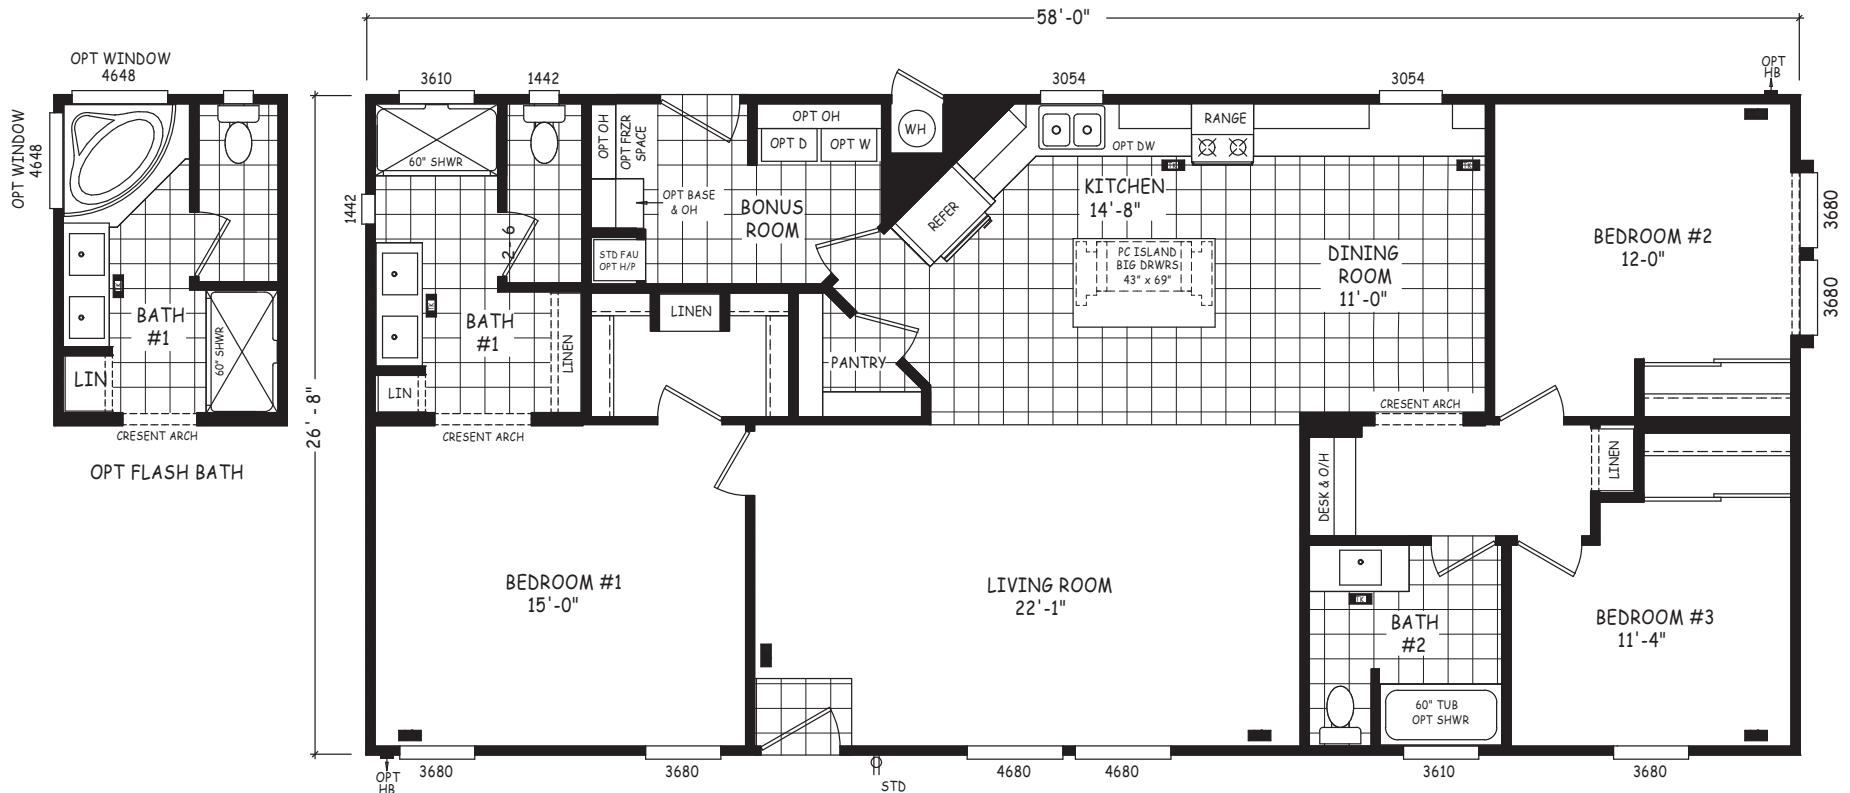 58'-0"
OPT WINDOW
4648
OPT WINDOW
4648
60" SHWR
BATH
#1
LIN
CRESENT ARCH
OPT FLASH BATH
26'-8"
3610
1442
3054
3054
OPT
HB
1442
60" SHWR
2-6
BATH
#1
LINEN
LIN
CRESENT ARCH
OPT OH
OPT FRZR
SPACE
OPT OH
OPT D
OPT W
OPT BASE
& OH
BONUS
ROOM
STD FAU
OPT H/P
LINEN
PANTRY
WH
REFER
OPT DW
RANGE
KITCHEN
14'-8"
PC ISLAND
BIG DRWRS
43" x 69"
DINING
ROOM
11'-0"
CRESENT ARCH
BEDROOM #2
12-0"
3680
3680
LINEN
DESK & O/H
BEDROOM #1
15'-0"
LIVING ROOM
22'-1"
BATH
#2
60" TUB
OPT SHWR
BEDROOM #3
11'-4"
OPT
HB
3680
3680
STD
4680
4680
3610
3680